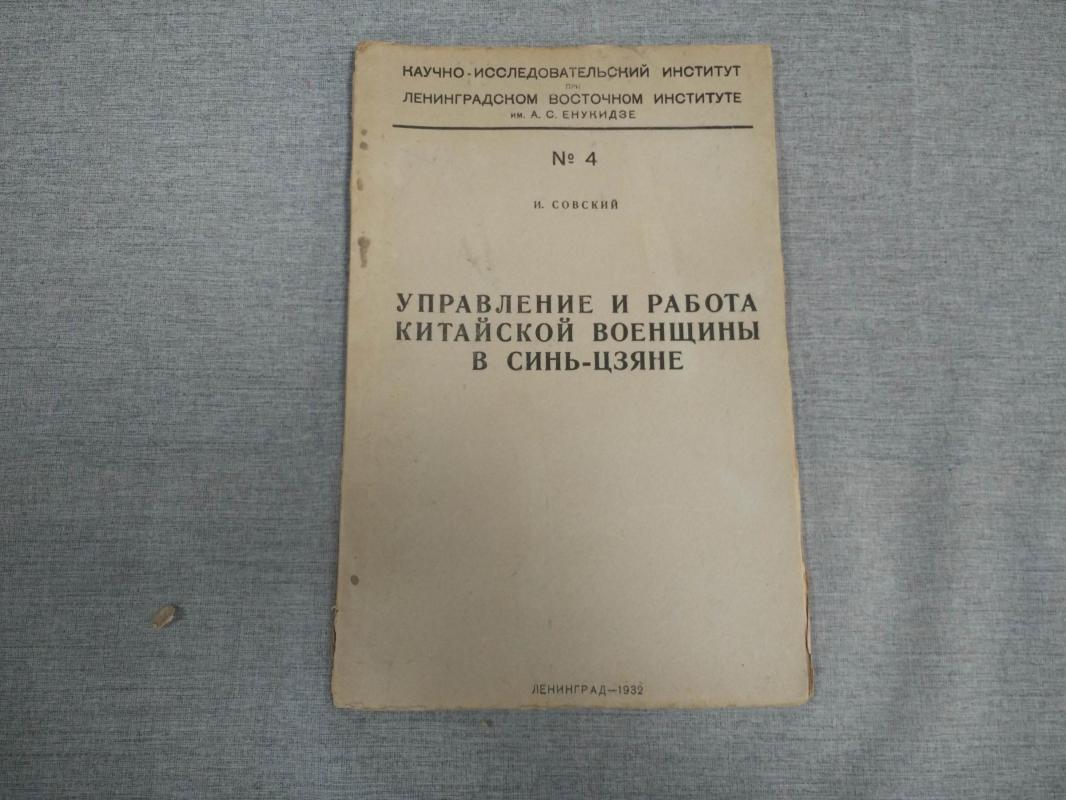 НАУЧНО-ИССЛЕДОВАТЕЛЬСКИЙ ИНСТИТУТ
ПРИ
ЛЕНИНГРАДСКОМ ВОСТОЧНОМ ИНСТИТУТЕ
ИМ. А. С. ЕНУКИДЗЕ
№ 4
И. СОВСКИЙ
УПРАВЛЕНИЕ И РАБОТА
КИТАЙСКОЙ ВОЕНЩИНЫ
В СИНЬ-ЦЗЯНЕ
ЛЕНИНГРАД—1932